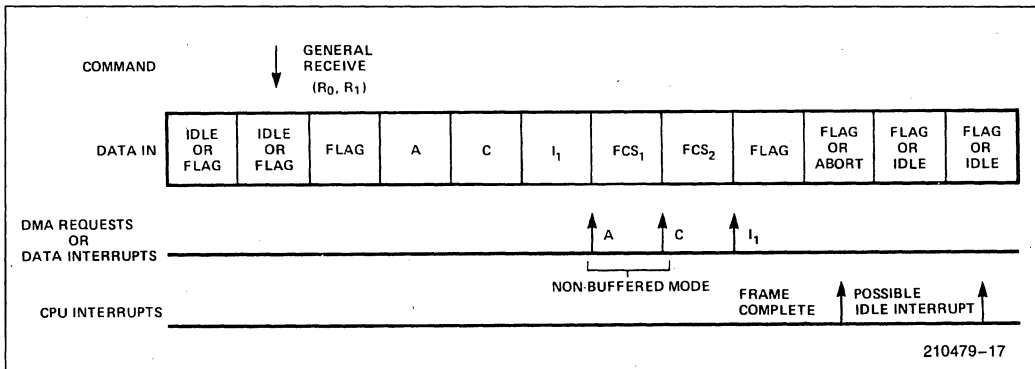 COMMAND
GENERAL
RECEIVE
(R0, R1)
DATA IN
IDLE
OR
FLAG
IDLE
OR
FLAG
FLAG
A
C
I1
FCS1
FCS2
FLAG
FLAG
OR
ABORT
FLAG
OR
IDLE
FLAG
OR
IDLE
DMA REQUESTS
OR
DATA INTERRUPTS
A
C
I1
NON-BUFFERED MODE
CPU INTERRUPTS
FRAME
COMPLETE
POSSIBLE
IDLE INTERRUPT
210479-17